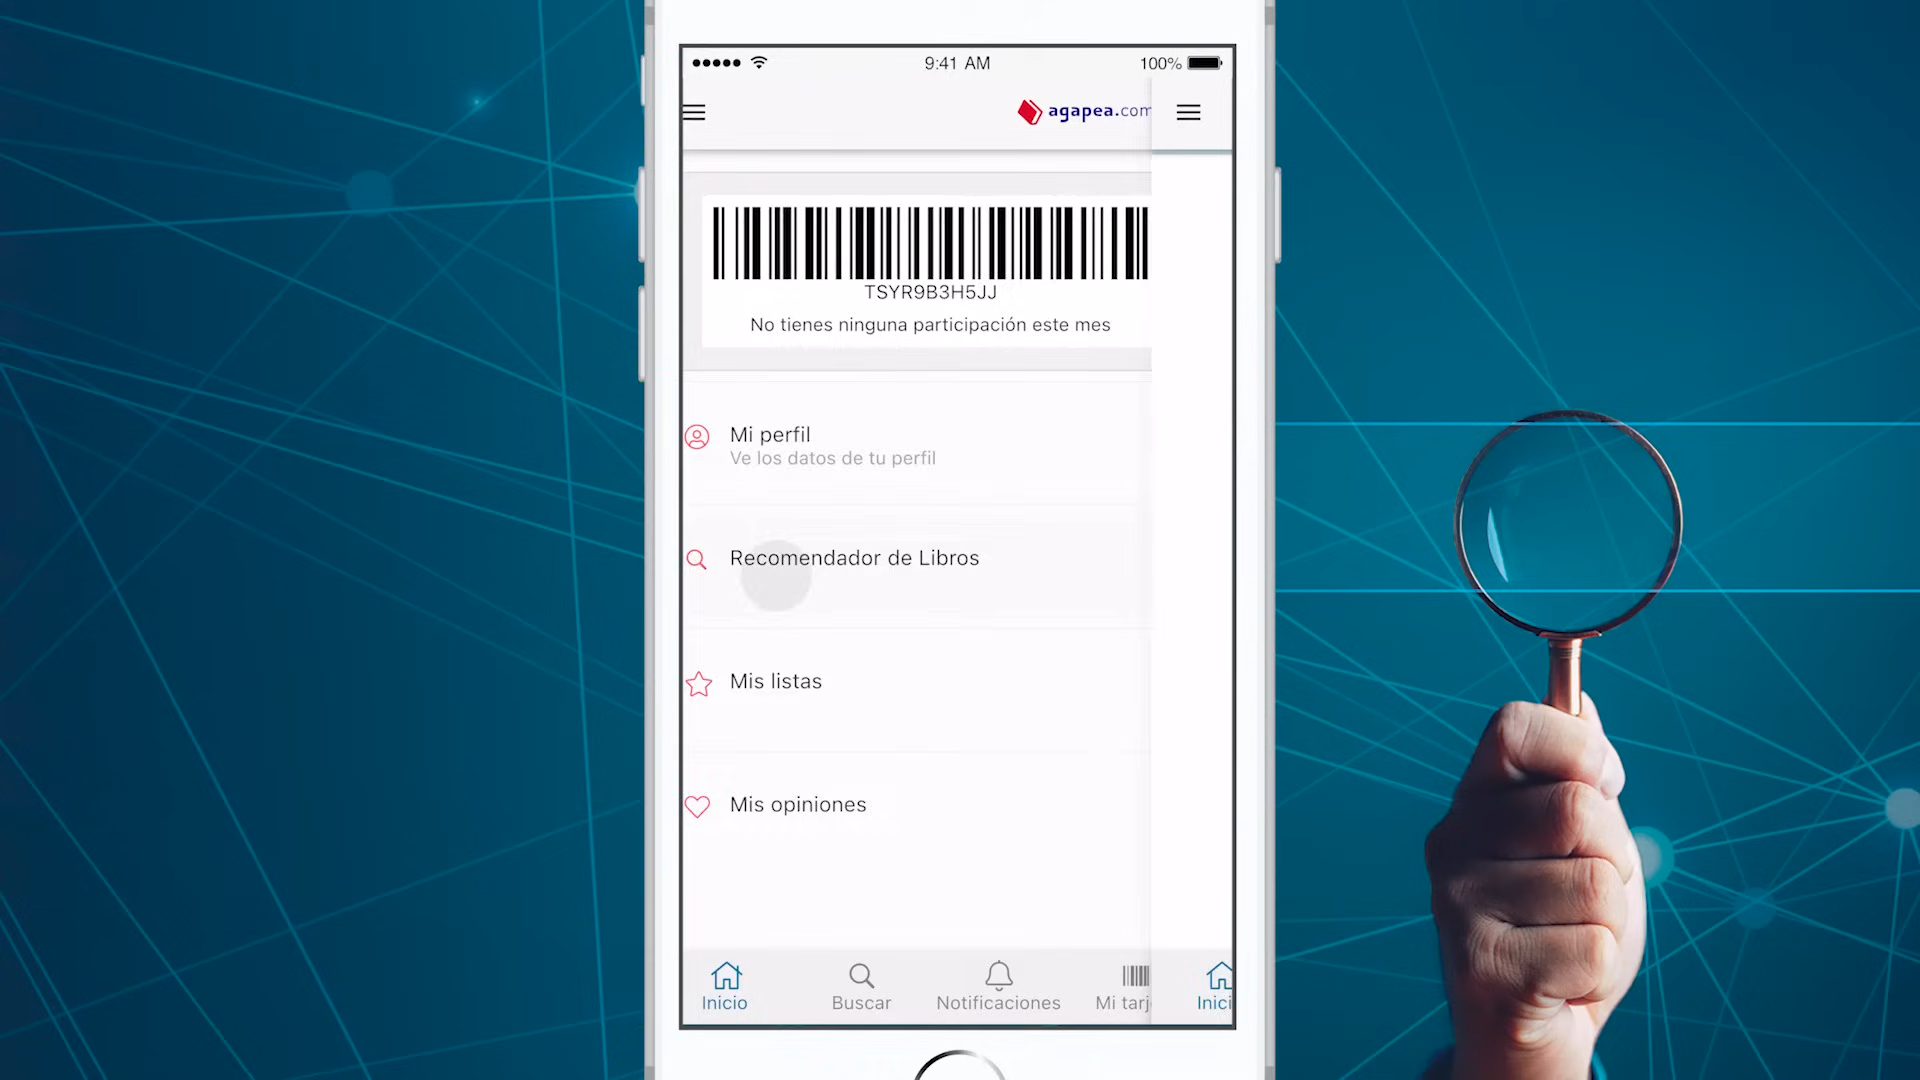 9:41 AM
100%
agapea.com
TSYR9B3H5JJ
No tienes ninguna participación este mes
Mi perfil
Ve los datos de tu perfil
Recomendador de Libros
Mis listas
Mis opiniones
Inicio
Buscar
Notificaciones
Mi tarj
Inici